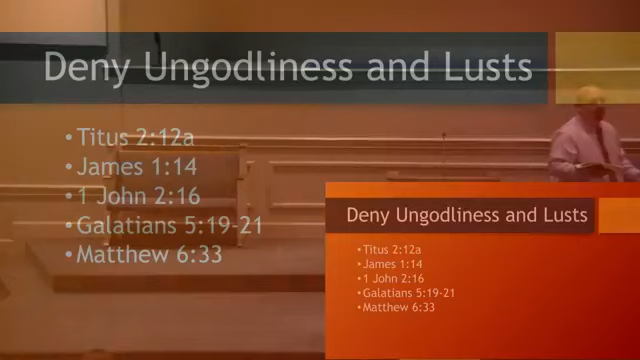 Deny Ungodliness and Lusts
• Titus 2:12a
• James 1:14
• 1 John 2:16
• Galatians 5:19-21
• Matthew 6:33
Deny Ungodliness and Lusts
• Titus 2:12a
• James 1:14
• 1 John 2:16
• Galatians 5:19-21
• Matthew 6:33